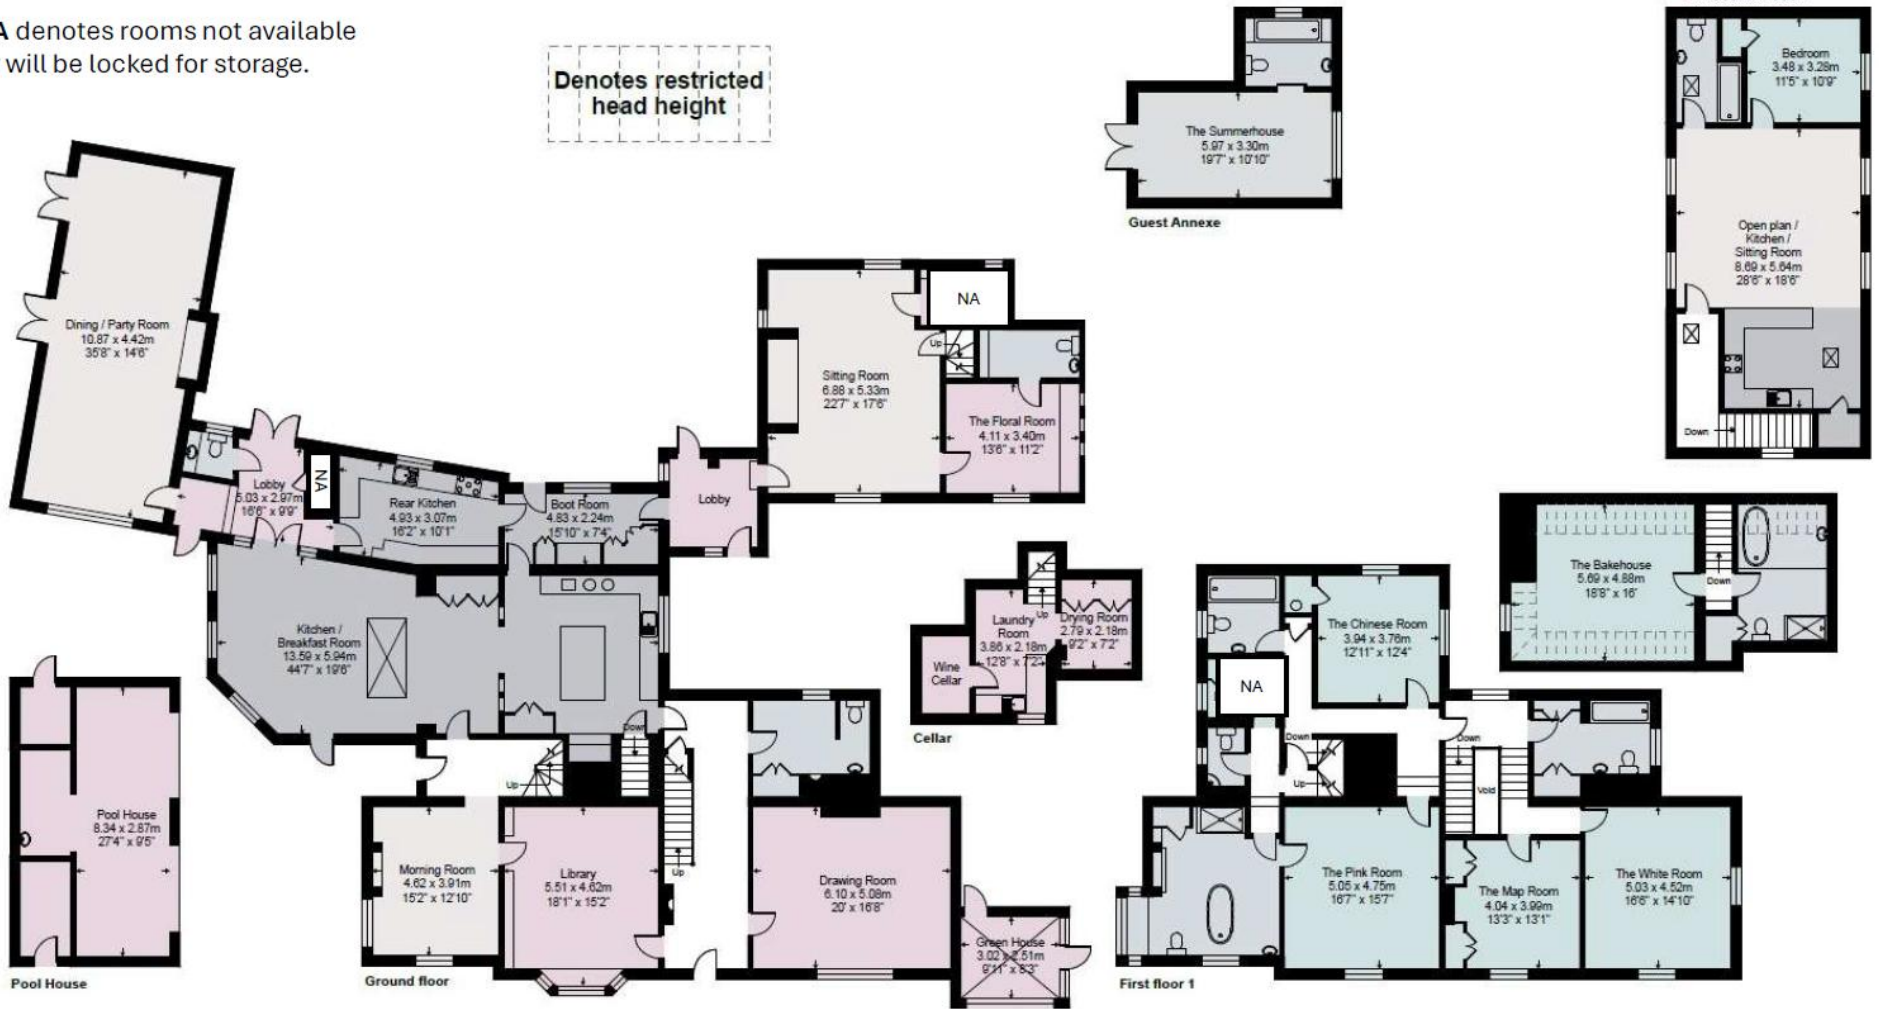 A denotes rooms not available
will be locked for storage.
Denotes restricted
head height
The Summerhouse
5.97 x 3.30m
19'7" x 10'10"
Guest Annexe
Bedroom
3.48 x 3.28m
11'5" x 10'9"
Open plan /
Kitchen /
Sitting Room
8.69 x 5.64m
28'6" x 18'6"
Down
Dining / Party Room
10.87 x 4.42m
35'8" x 14'6"
Lobby
5.03 x 2.97m
16'6" x 9'9"
NA
Rear Kitchen
4.93 x 3.07m
16'2" x 10'1"
Boot Room
4.83 x 2.24m
15'10" x 7'4"
Lobby
NA
Up
Sitting Room
6.88 x 5.33m
22'7" x 17'6"
The Floral Room
4.11 x 3.40m
13'6" x 11'2"
Kitchen /
Breakfast Room
13.59 x 5.94m
44'7" x 19'6"
Down
Up
Up
Morning Room
4.62 x 3.91m
15'2" x 12'10"
Library
5.51 x 4.62m
18'1" x 15'2"
Drawing Room
6.10 x 5.08m
20' x 16'8"
Green House
3.02 x 2.51m
9'11" x 8'3"
Ground floor
Pool House
8.34 x 2.87m
27'4" x 9'5"
Pool House
Up
Laundry
Room
3.86 x 2.18m
12'8" x 7'2"
Drying Room
2.79 x 2.18m
9'2" x 7'2"
Wine
Cellar
Cellar
The Bakehouse
5.69 x 4.88m
18'8" x 16'
Down
The Chinese Room
3.94 x 3.76m
12'11" x 12'4"
NA
Down
Up
Down
Void
The Pink Room
5.05 x 4.75m
16'7" x 15'7"
The Map Room
4.04 x 3.99m
13'3" x 13'1"
The White Room
5.03 x 4.52m
16'6" x 14'10"
First floor 1